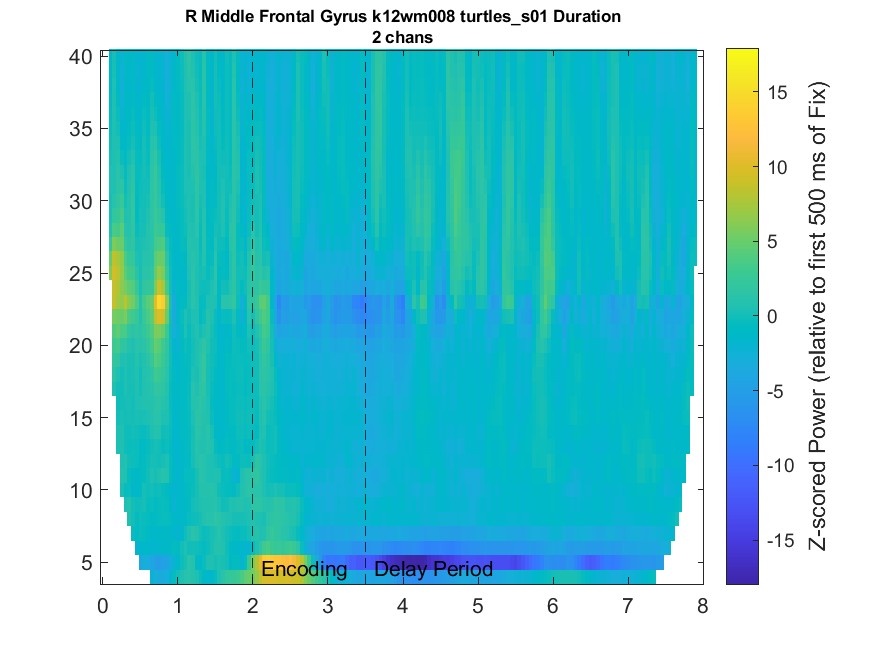 R Middle Frontal Gyrus k12wm008 turtles_s01 Duration
2 chans
40
35
30
25
20
15
10
5
Encoding
Delay Period
0 1 2 3 4 5 6 7 8
15
10
5
0
-5
-10
-15
Z-scored Power (relative to first 500 ms of Fix)